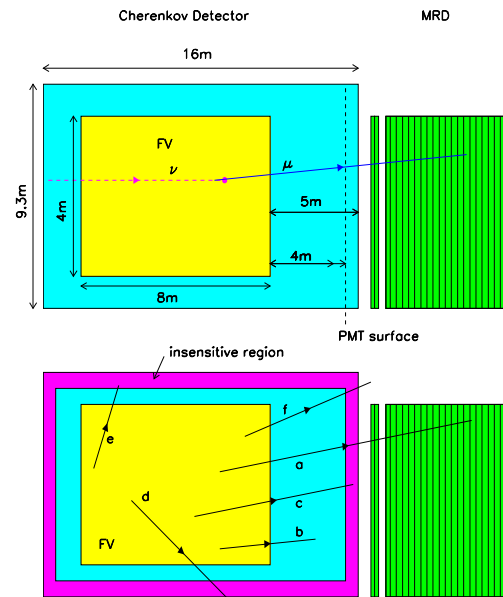 Cherenkov Detector
MRD
16m
FV
ν
μ
9.3m
4m
5m
4m
8m
PMT surface
insensitive region
f
e
a
d
c
b
FV